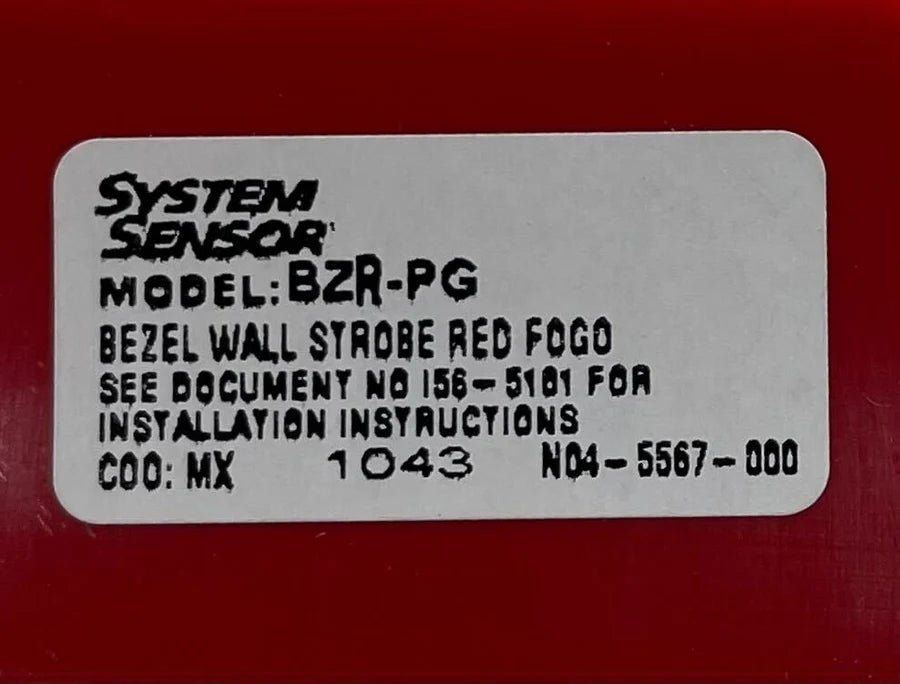 SYSTEM
SENSOR
MODEL: BZR-PG
BEZEL WALL STROBE RED FOGO
SEE DOCUMENT NO I56-5101 FOR
INSTALLATION INSTRUCTIONS
COO: MX 1043 N04-5567-000